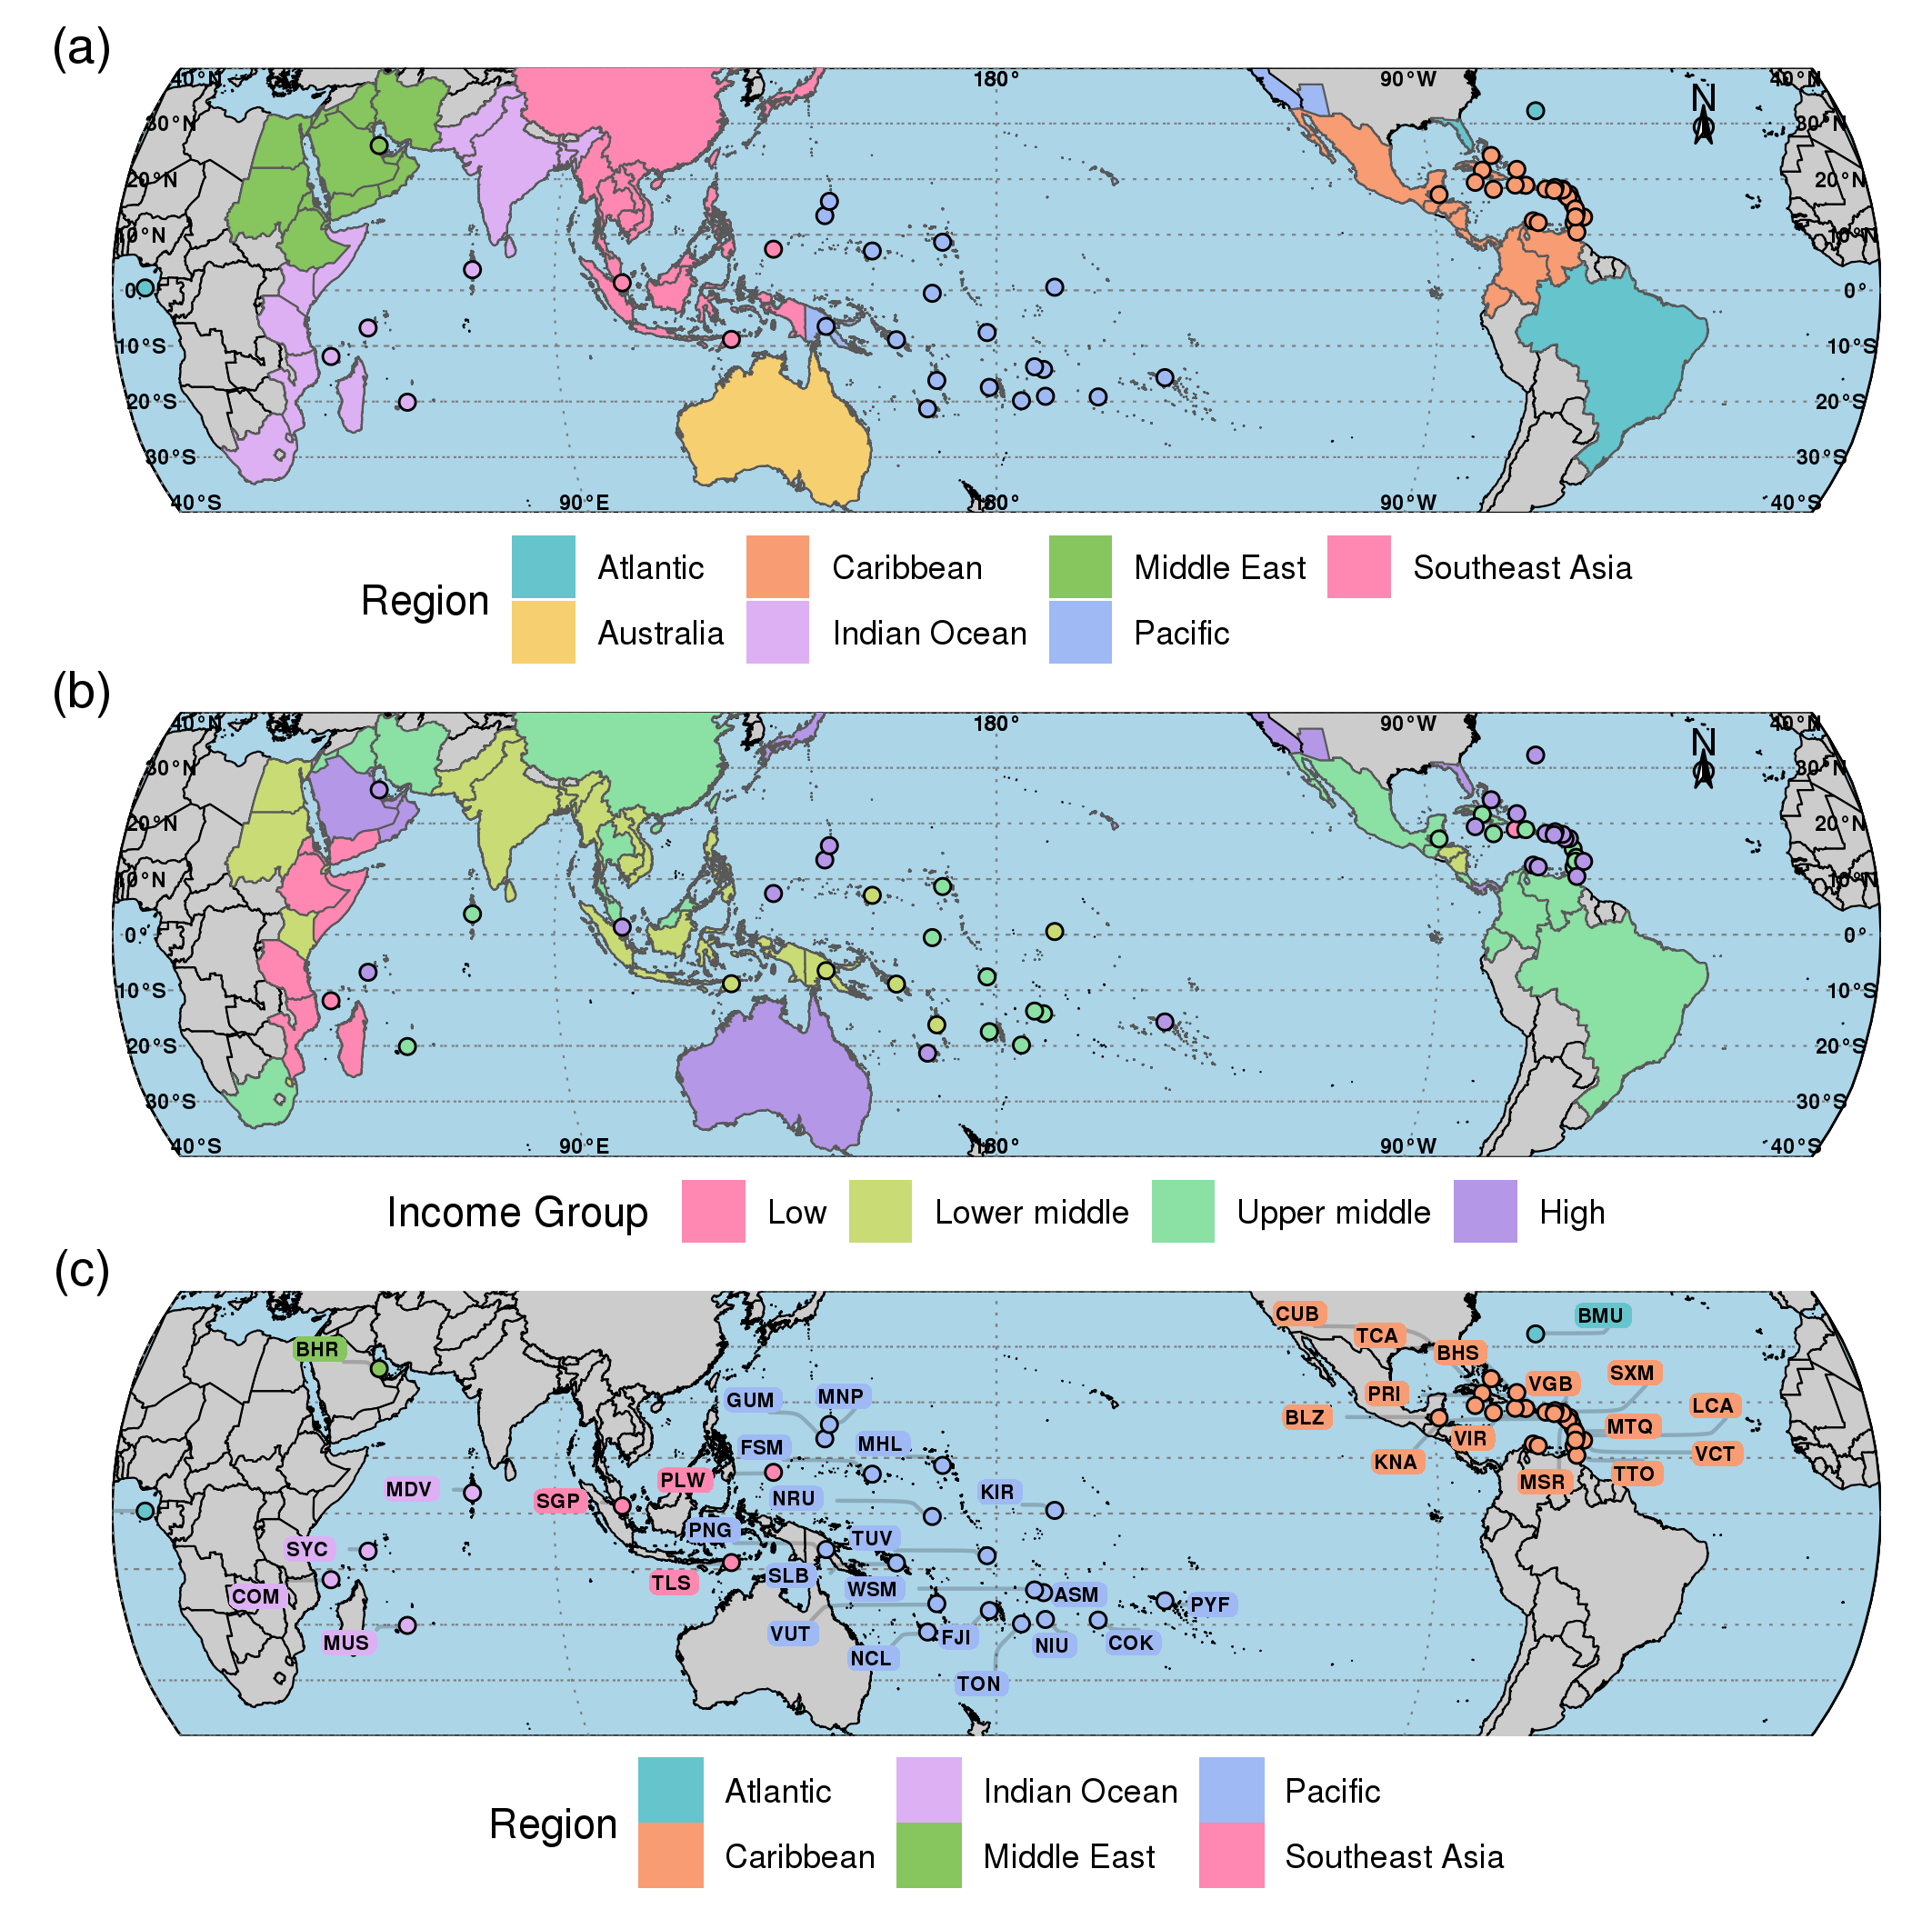 (a)
40°N 180° 90°W 40°N
N
30°N 30°N
20°N 20°N
10°N 10°N
0° 0°
10°S 10°S
20°S 20°S
30°S 30°S
40°S 90°E 180° 90°W 40°S
Region
Atlantic Caribbean Middle East Southeast Asia
Australia Indian Ocean Pacific
(b)
40°N 180° 90°W 40°N
N
30°N 30°N
20°N 20°N
10°N 10°N
0° 0°
10°S 10°S
20°S 20°S
30°S 30°S
40°S 90°E 180° 90°W 40°S
Income Group Low Lower middle Upper middle High
(c)
CUB BMU
TCA
BHR BHS
SXM
VGB
GUM MNP PRI
LCA
BLZ
MTQ
FSM MHL VIR
VCT
KNA
PLW TTO
MSR
MDV
SGP NRU KIR
PNG TUV
SYC
TLS SLB WSM ASM
COM PYF
VUT FJI
MUS NIU COK
NCL
TON
Region
Atlantic Indian Ocean Pacific
Caribbean Middle East Southeast Asia